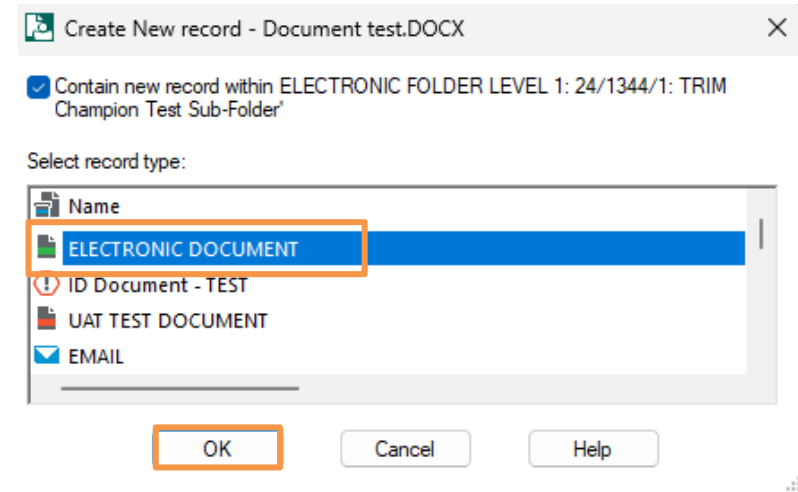 Create New record - Document test.DOCX
Contain new record within ELECTRONIC FOLDER LEVEL 1: 24/1344/1: TRIM
Champion Test Sub-Folder'
Select record type:
Name
ELECTRONIC DOCUMENT
ID Document - TEST
UAT TEST DOCUMENT
EMAIL
OK Cancel Help